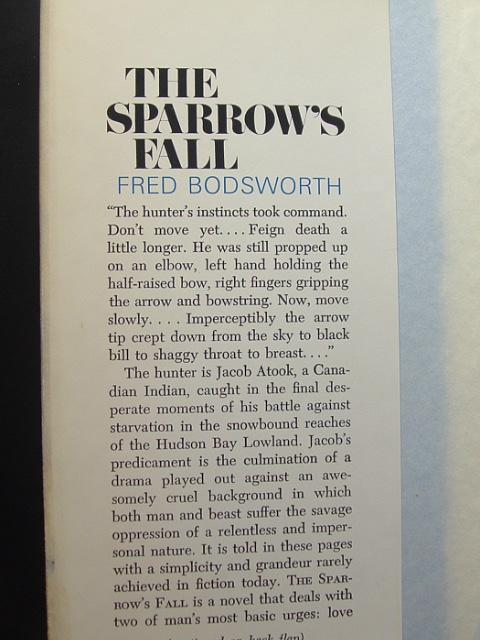 THE
SPARROW'S
FALL
FRED BODSWORTH
"The hunter's instincts took command.
Don't move yet.... Feign death a
little longer. He was still propped up
on an elbow, left hand holding the
half-raised bow, right fingers gripping
the arrow and bowstring. Now, move
slowly.... Imperceptibly the arrow
tip crept down from the sky to black
bill to shaggy throat to breast...."
The hunter is Jacob Atook, a Cana-
dian Indian, caught in the final des-
perate moments of his battle against
starvation in the snowbound reaches
of the Hudson Bay Lowland. Jacob's
predicament is the culmination of a
drama played out against an awe-
somely cruel background in which
both man and beast suffer the savage
oppression of a relentless and imper-
sonal nature. It is told in these pages
with a simplicity and grandeur rarely
achieved in fiction today. THE SPAR-
ROW'S FALL is a novel that deals with
two of man's most basic urges: love
on back flap)